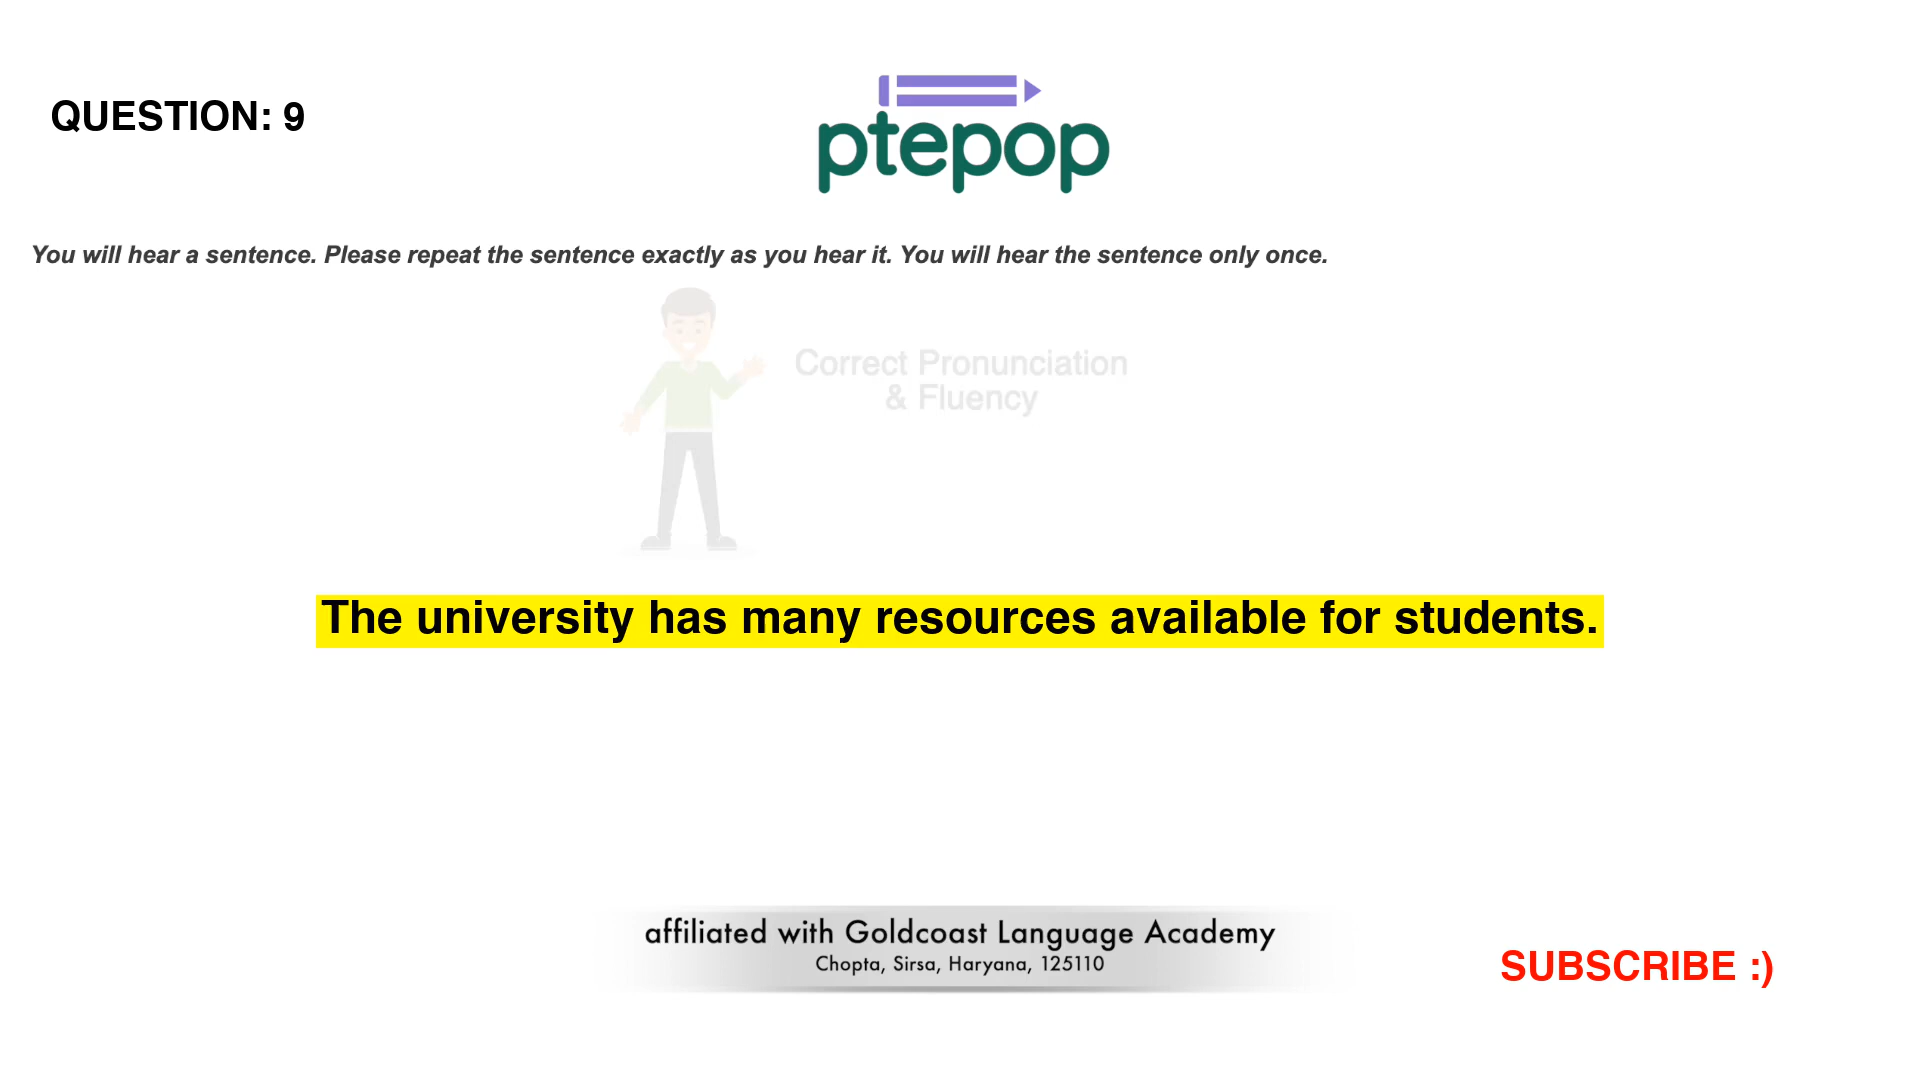 QUESTION: 9
ptepop
You will hear a sentence. Please repeat the sentence exactly as you hear it. You will hear the sentence only once.
Correct Pronunciation
& Fluency
The university has many resources available for students.
affiliated with Goldcoast Language Academy
Chopta, Sirsa, Haryana, 125110
SUBSCRIBE :)